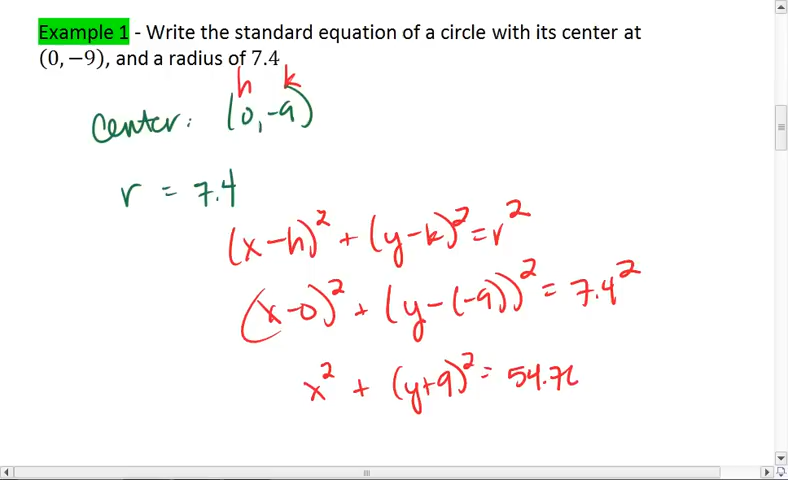 Example 1 - Write the standard equation of a circle with its center at
(0, −9), and a radius of 7.4
h k
Center: (0, -9)
r = 7.4
(x-h)² + (y-k)² = r²
(x-0)² + (y-(-9))² = 7.4²
x² + (y+9)² = 54.7